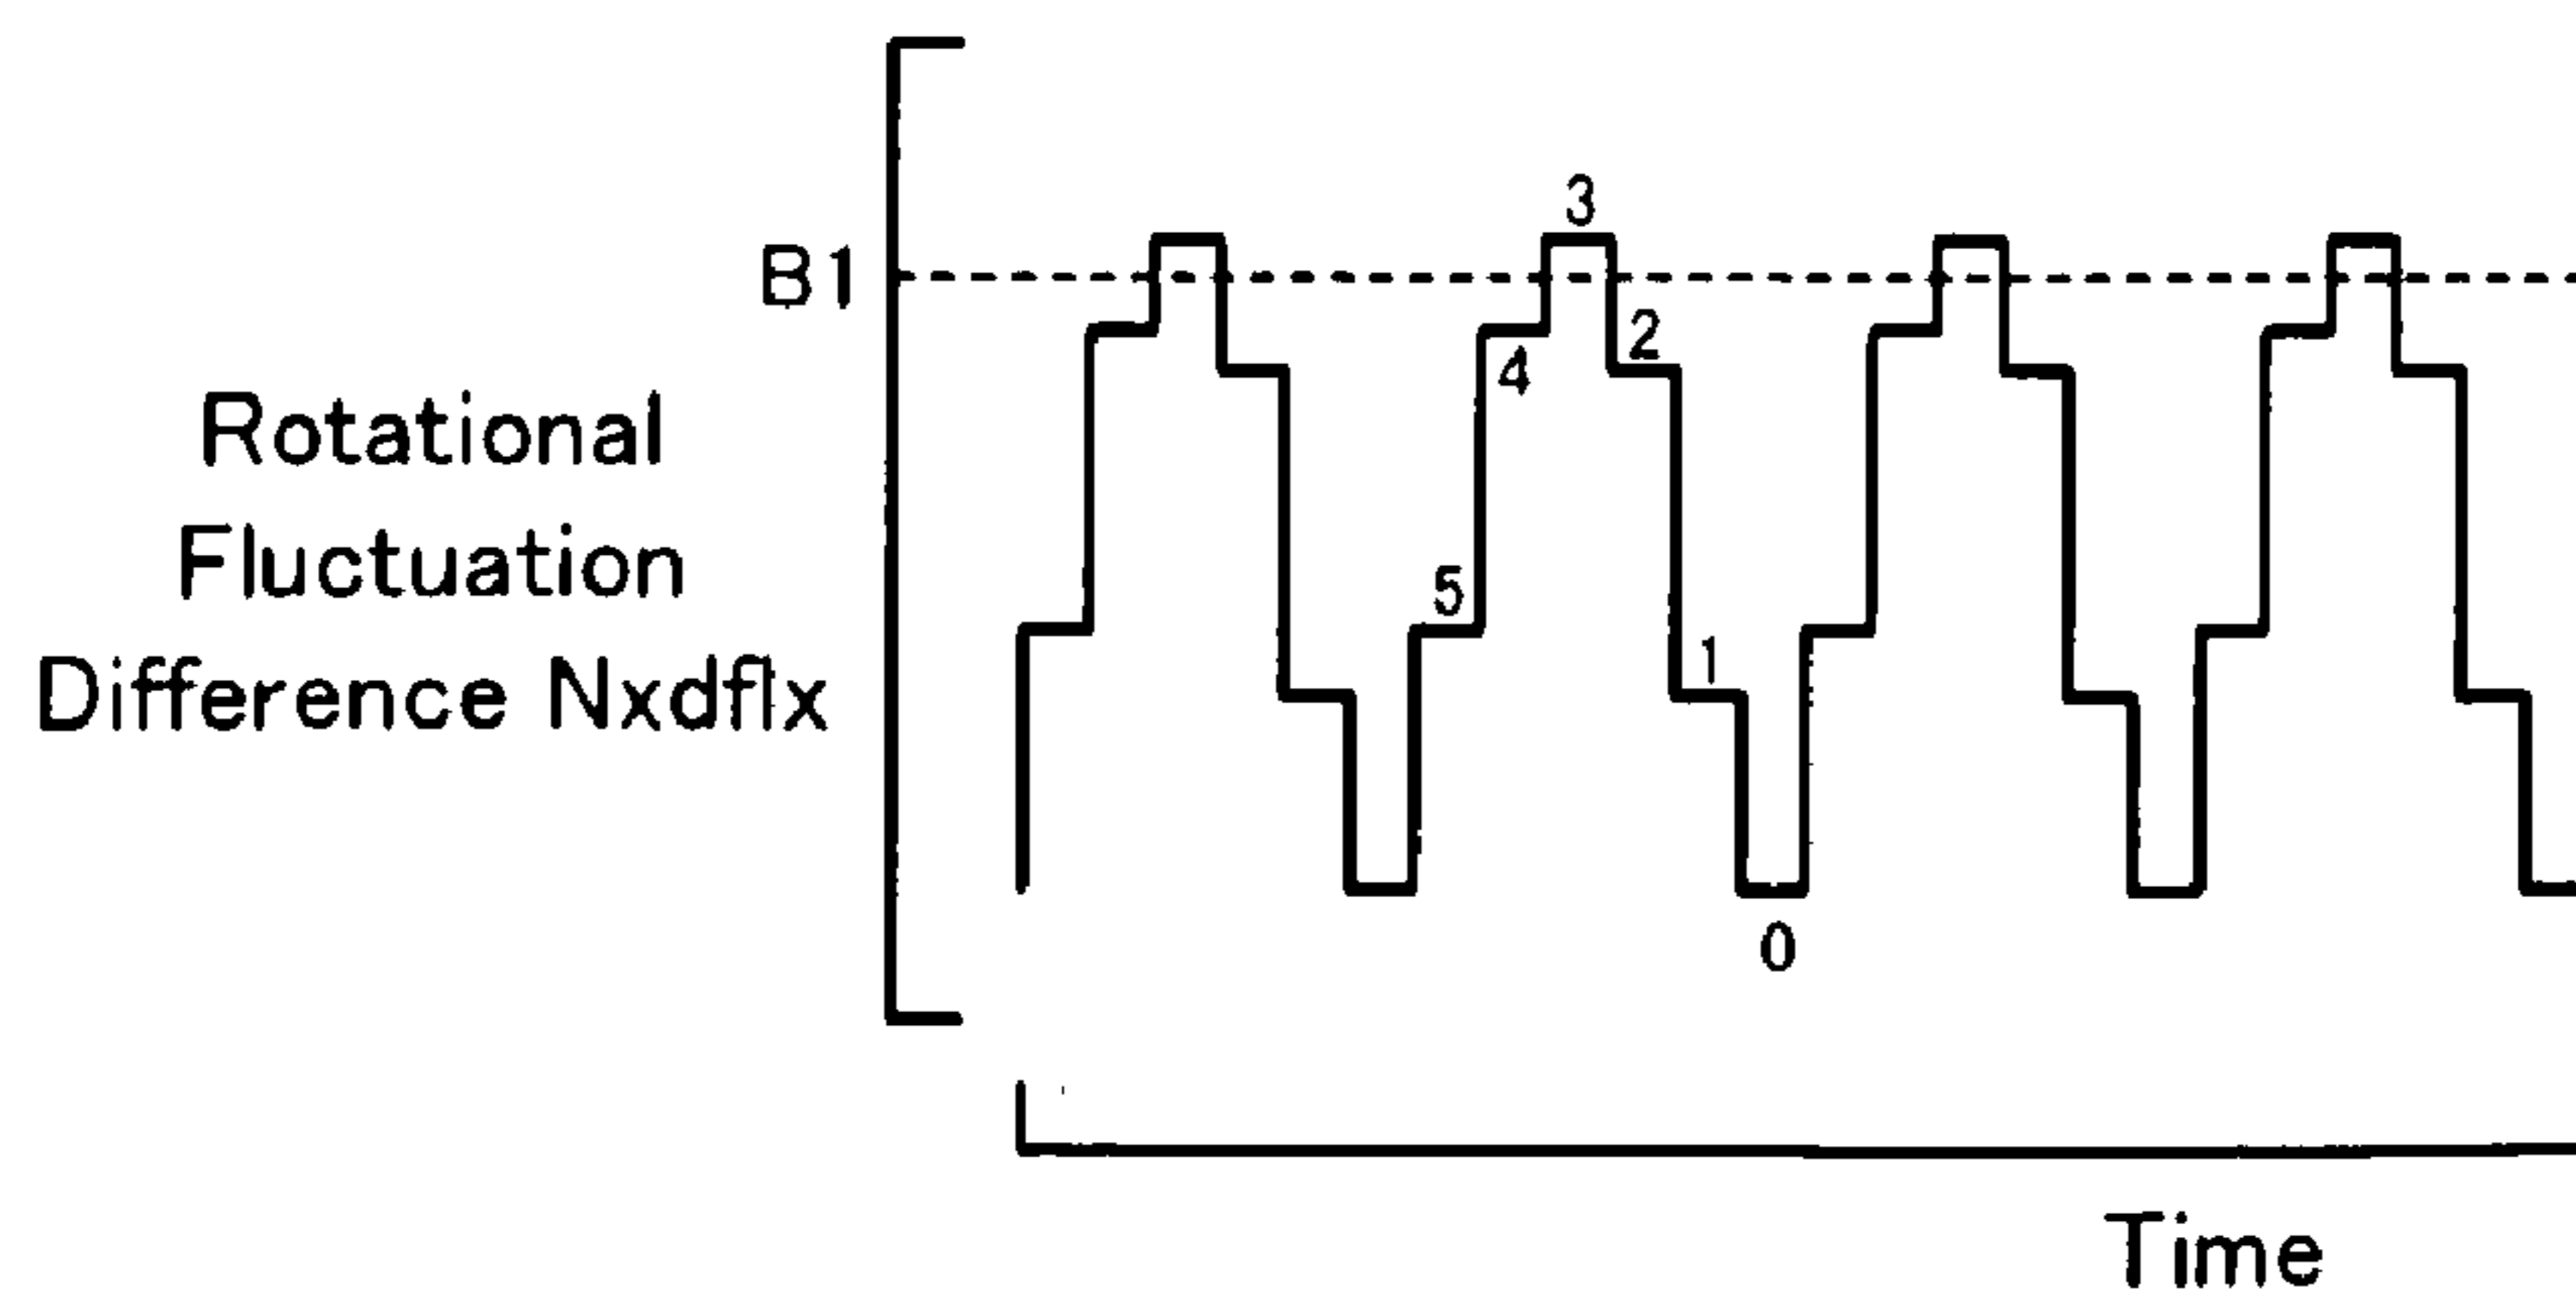 3
B1
2
4
Rotational
Fluctuation
Difference Nxdflx
5
1
0
Time